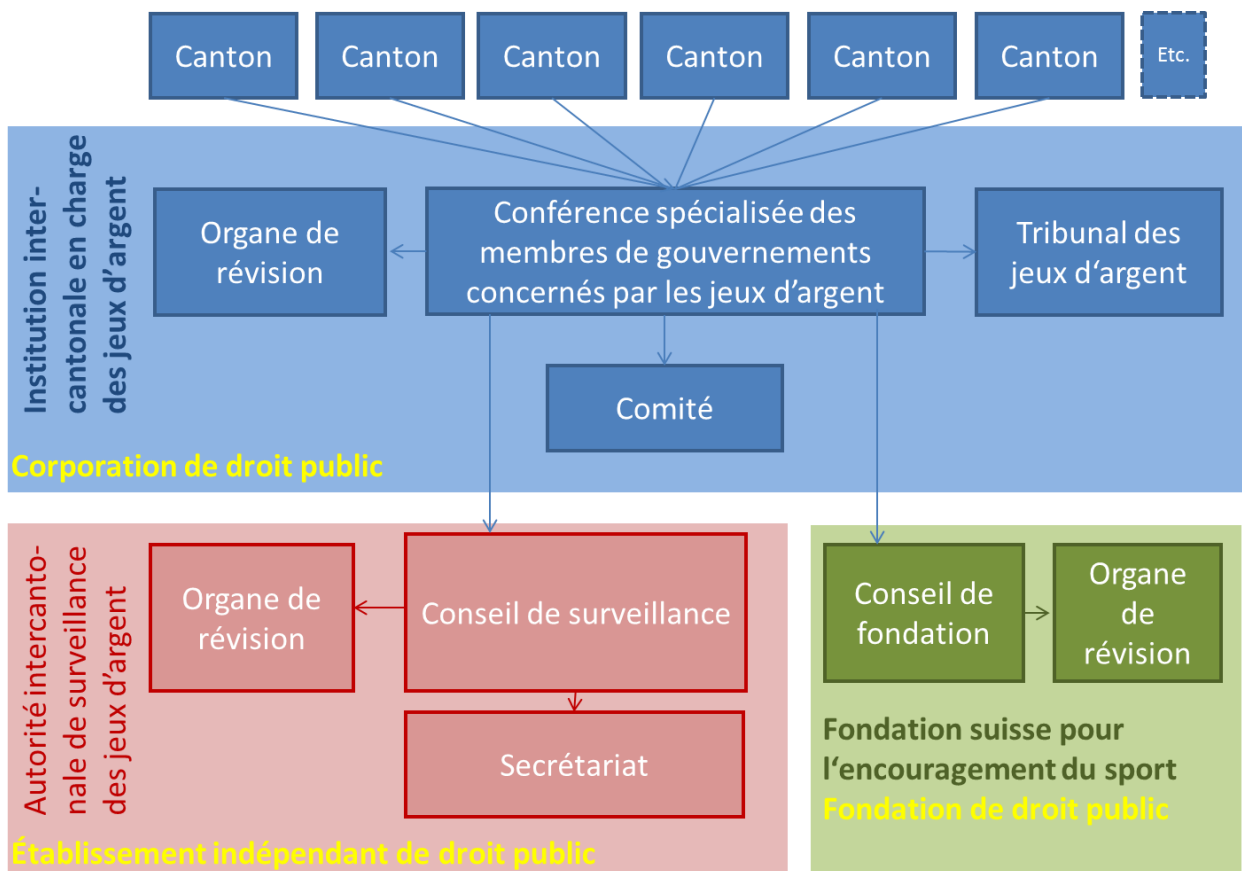 Canton
Canton
Canton
Canton
Canton
Canton
Etc.
Institution inter-
cantonale en charge
des jeux d'argent
Organe de
révision
Conférence spécialisée des
membres de gouvernements
concernés par les jeux d'argent
Tribunal des
jeux d‘argent
Comité
Corporation de droit public
Autorité intercanto-
nale de surveillance
des jeux d'argent
Organe de
révision
Conseil de surveillance
Secrétariat
Établissement indépendant de droit public
Conseil de
fondation
Organe
de
révision
Fondation suisse pour
l‘encouragement du sport
Fondation de droit public